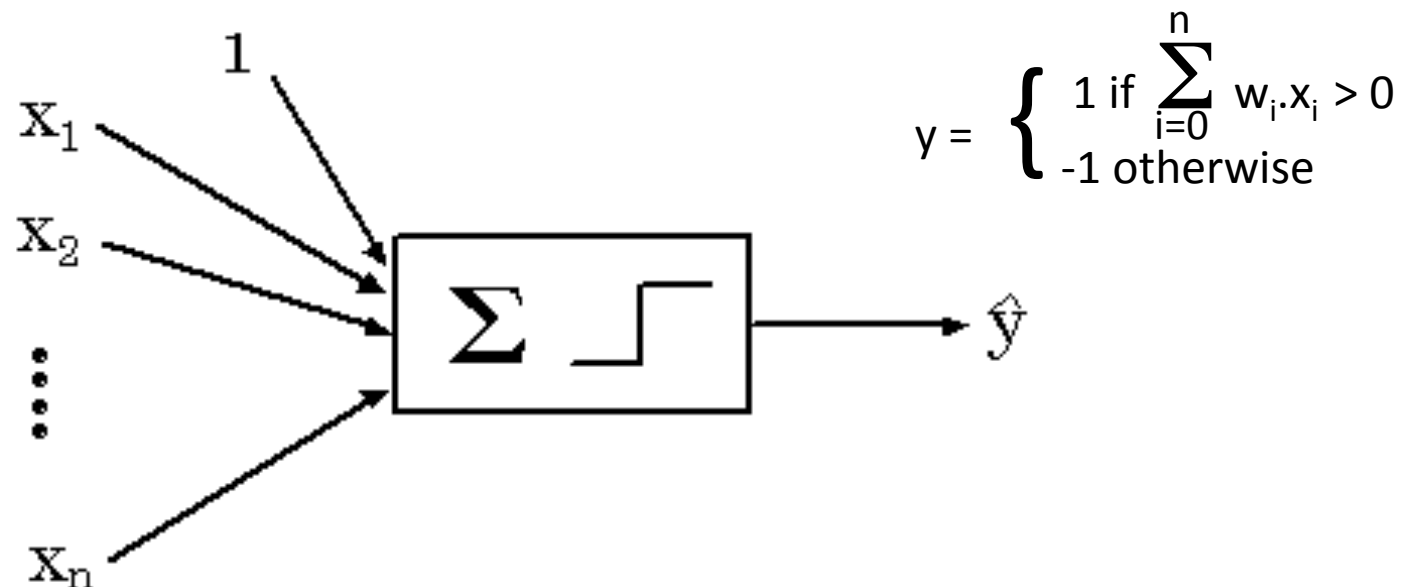 1
x₁
x₂
xₙ
Σ
ŷ
n
y = { 1 if Σ wᵢ.xᵢ > 0
i=0
-1 otherwise